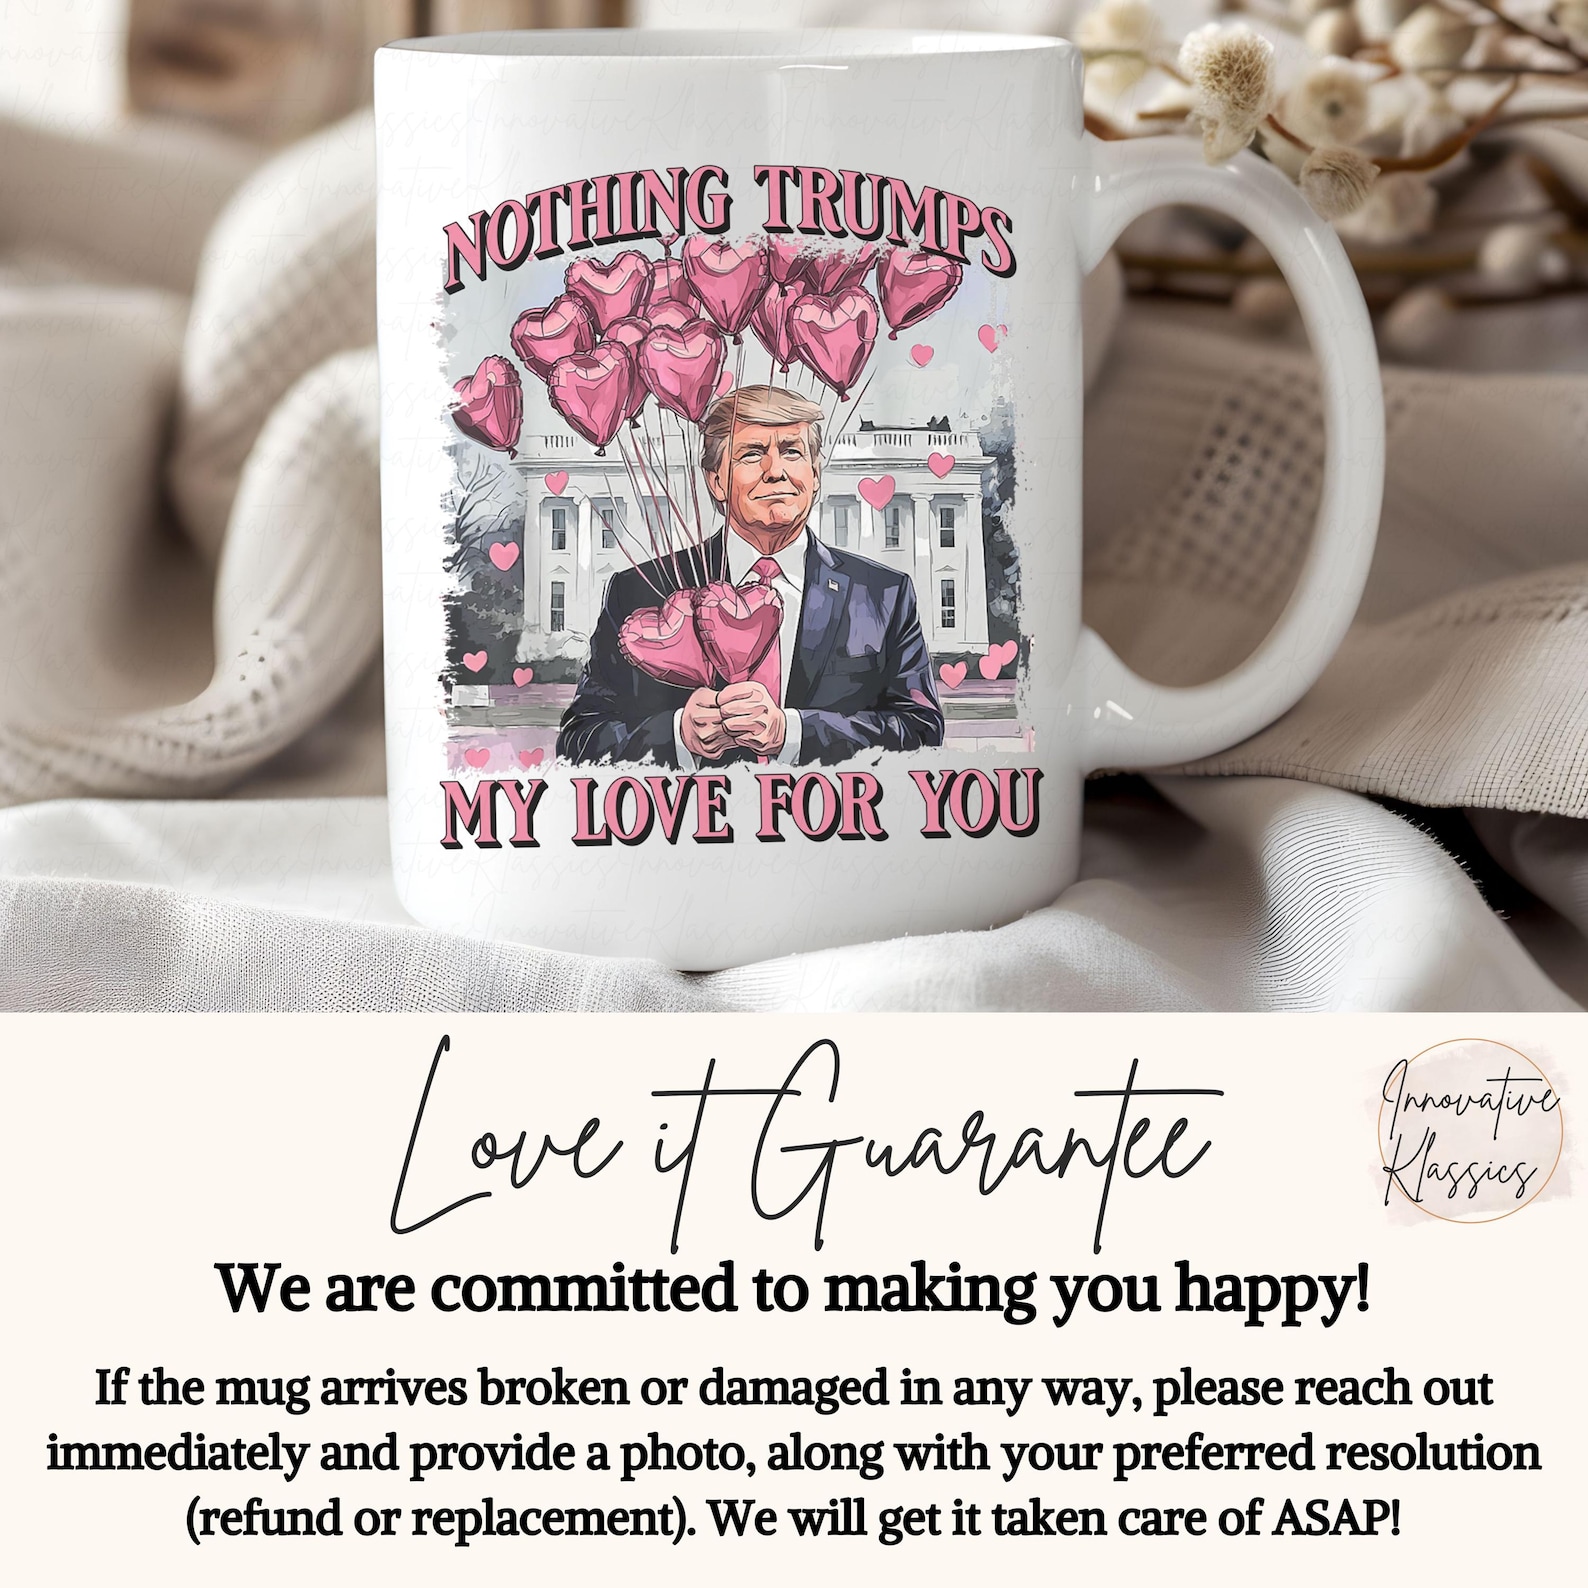 NOTHING TRUMPS
MY LOVE FOR YOU
Love it Guarantee
Innovative
Klassics
We are committed to making you happy!
If the mug arrives broken or damaged in any way, please reach out
immediately and provide a photo, along with your preferred resolution
(refund or replacement). We will get it taken care of ASAP!